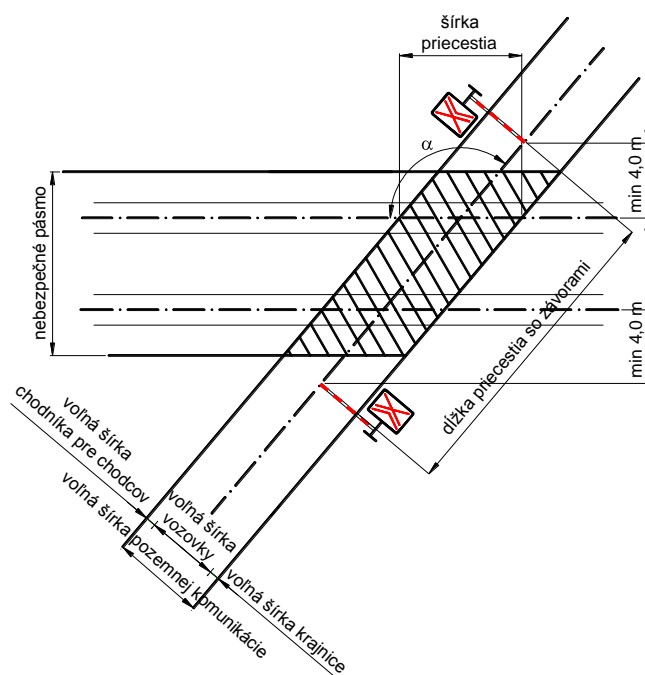 šírka
priecestia
α
min 4,0 m
nebezpečné pásmo
min 4,0 m
dĺžka priecestia so závorami
voľná šírka
chodníka pre chodcov
voľná šírka
vozovky
voľná šírka pozemnej komunikácie
voľná šírka krajnice